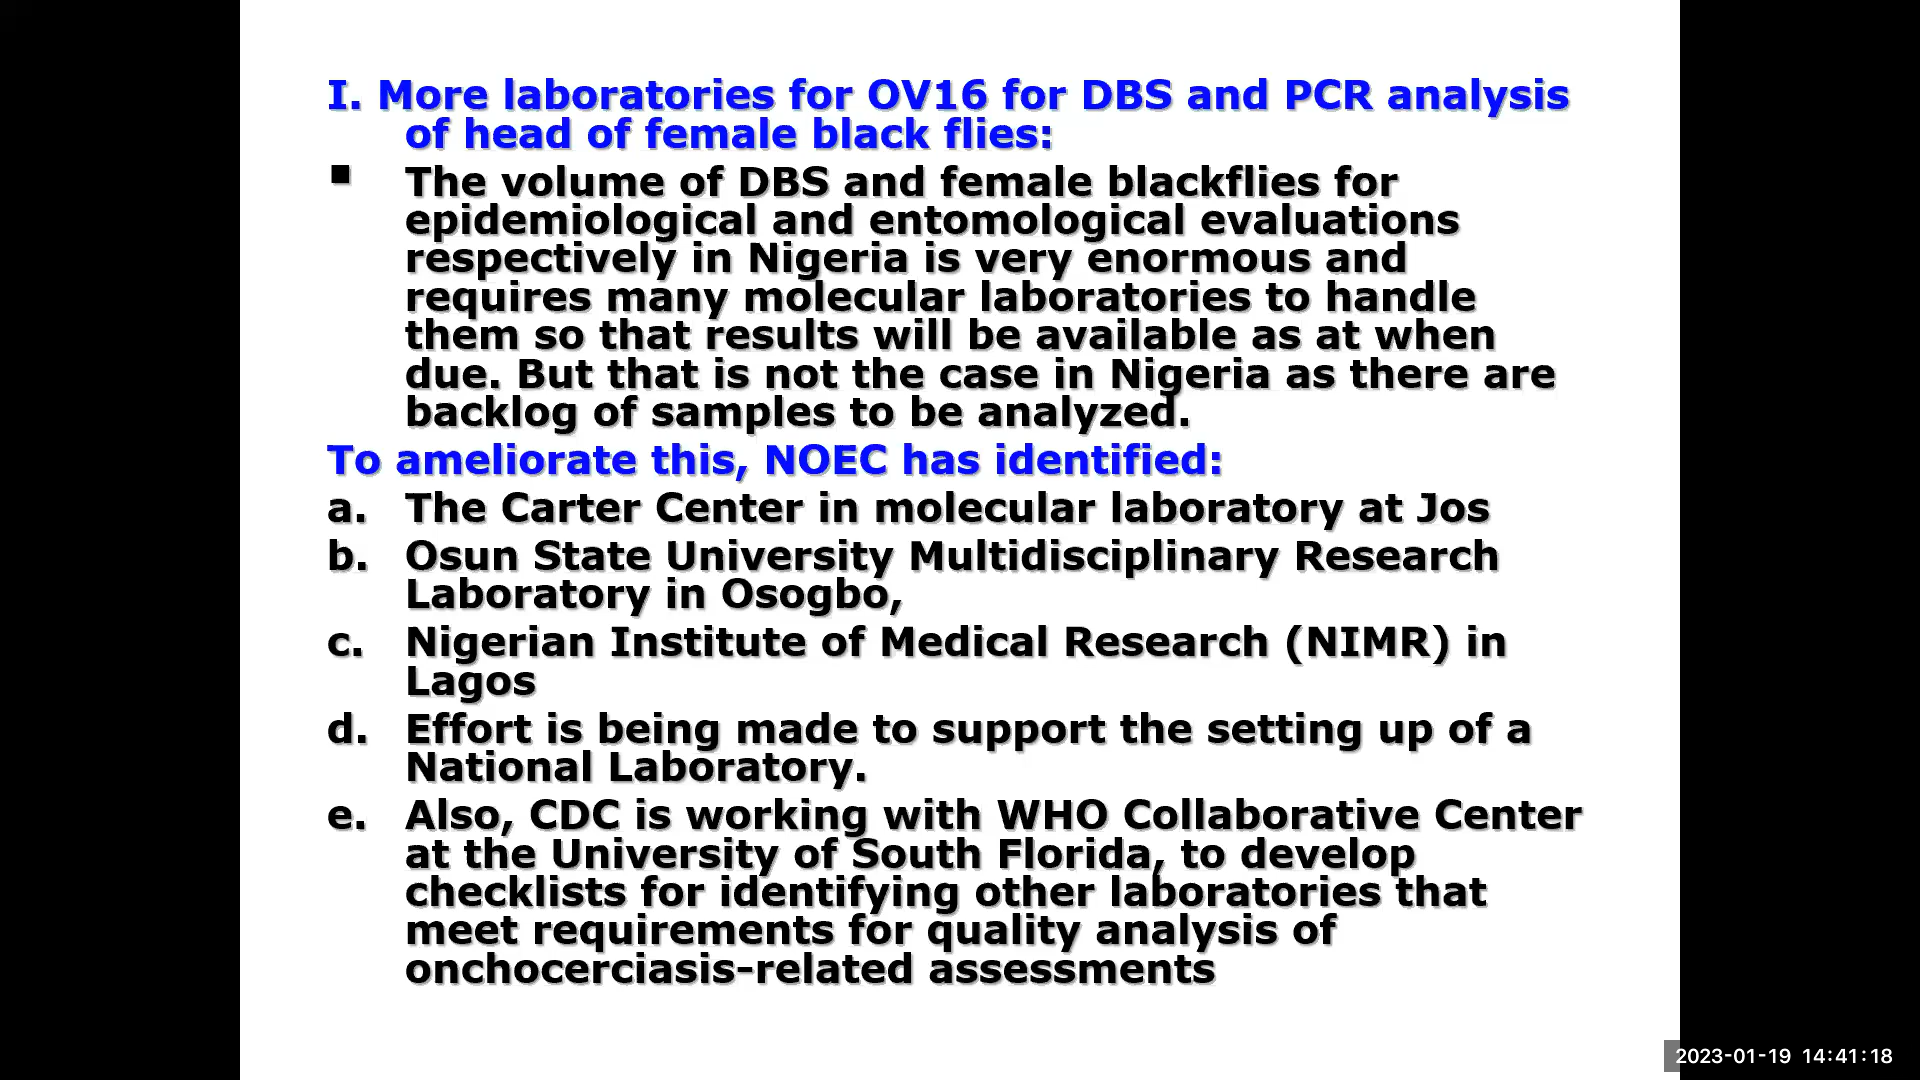 I. More laboratories for OV16 for DBS and PCR analysis
of head of female black flies:
▪ The volume of DBS and female blackflies for
epidemiological and entomological evaluations
respectively in Nigeria is very enormous and
requires many molecular laboratories to handle
them so that results will be available as at when
due. But that is not the case in Nigeria as there are
backlog of samples to be analyzed.
To ameliorate this, NOEC has identified:
a. The Carter Center in molecular laboratory at Jos
b. Osun State University Multidisciplinary Research
Laboratory in Osogbo,
c. Nigerian Institute of Medical Research (NIMR) in
Lagos
d. Effort is being made to support the setting up of a
National Laboratory.
e. Also, CDC is working with WHO Collaborative Center
at the University of South Florida, to develop
checklists for identifying other laboratories that
meet requirements for quality analysis of
onchocerciasis-related assessments
2023-01-19 14:41:18